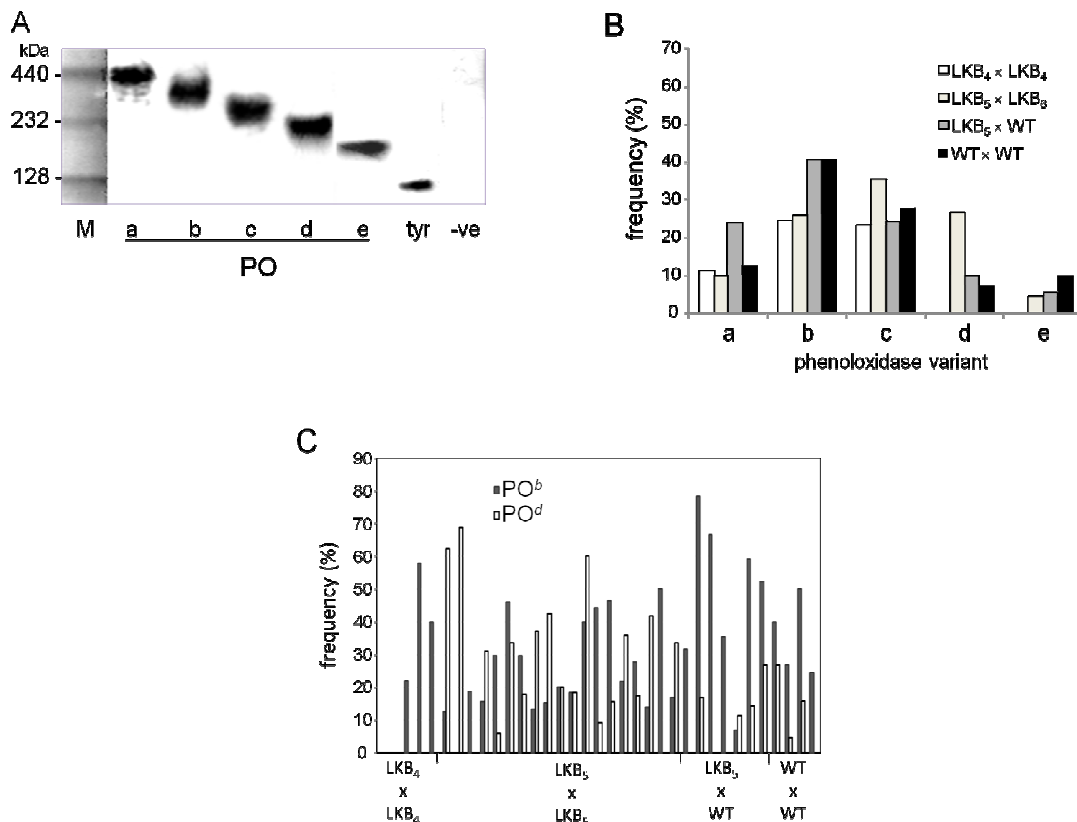 A
kDa
440
232
128
M a b c d e tyr -ve
PO
B
frequency (%)
70
60
50
40
30
20
10
0
LKB₄ x LKB₄
LKB₅ x LKB₆
LKB₅ x WT
WT x WT
a b c d e
phenoloxidase variant
C
frequency (%)
90
80
70
60
50
40
30
20
10
0
POᵇ
POᵈ
LKB₄ LKB₅ LKB₅ WT
x x x x
LKB₄ LKB₅ WT WT